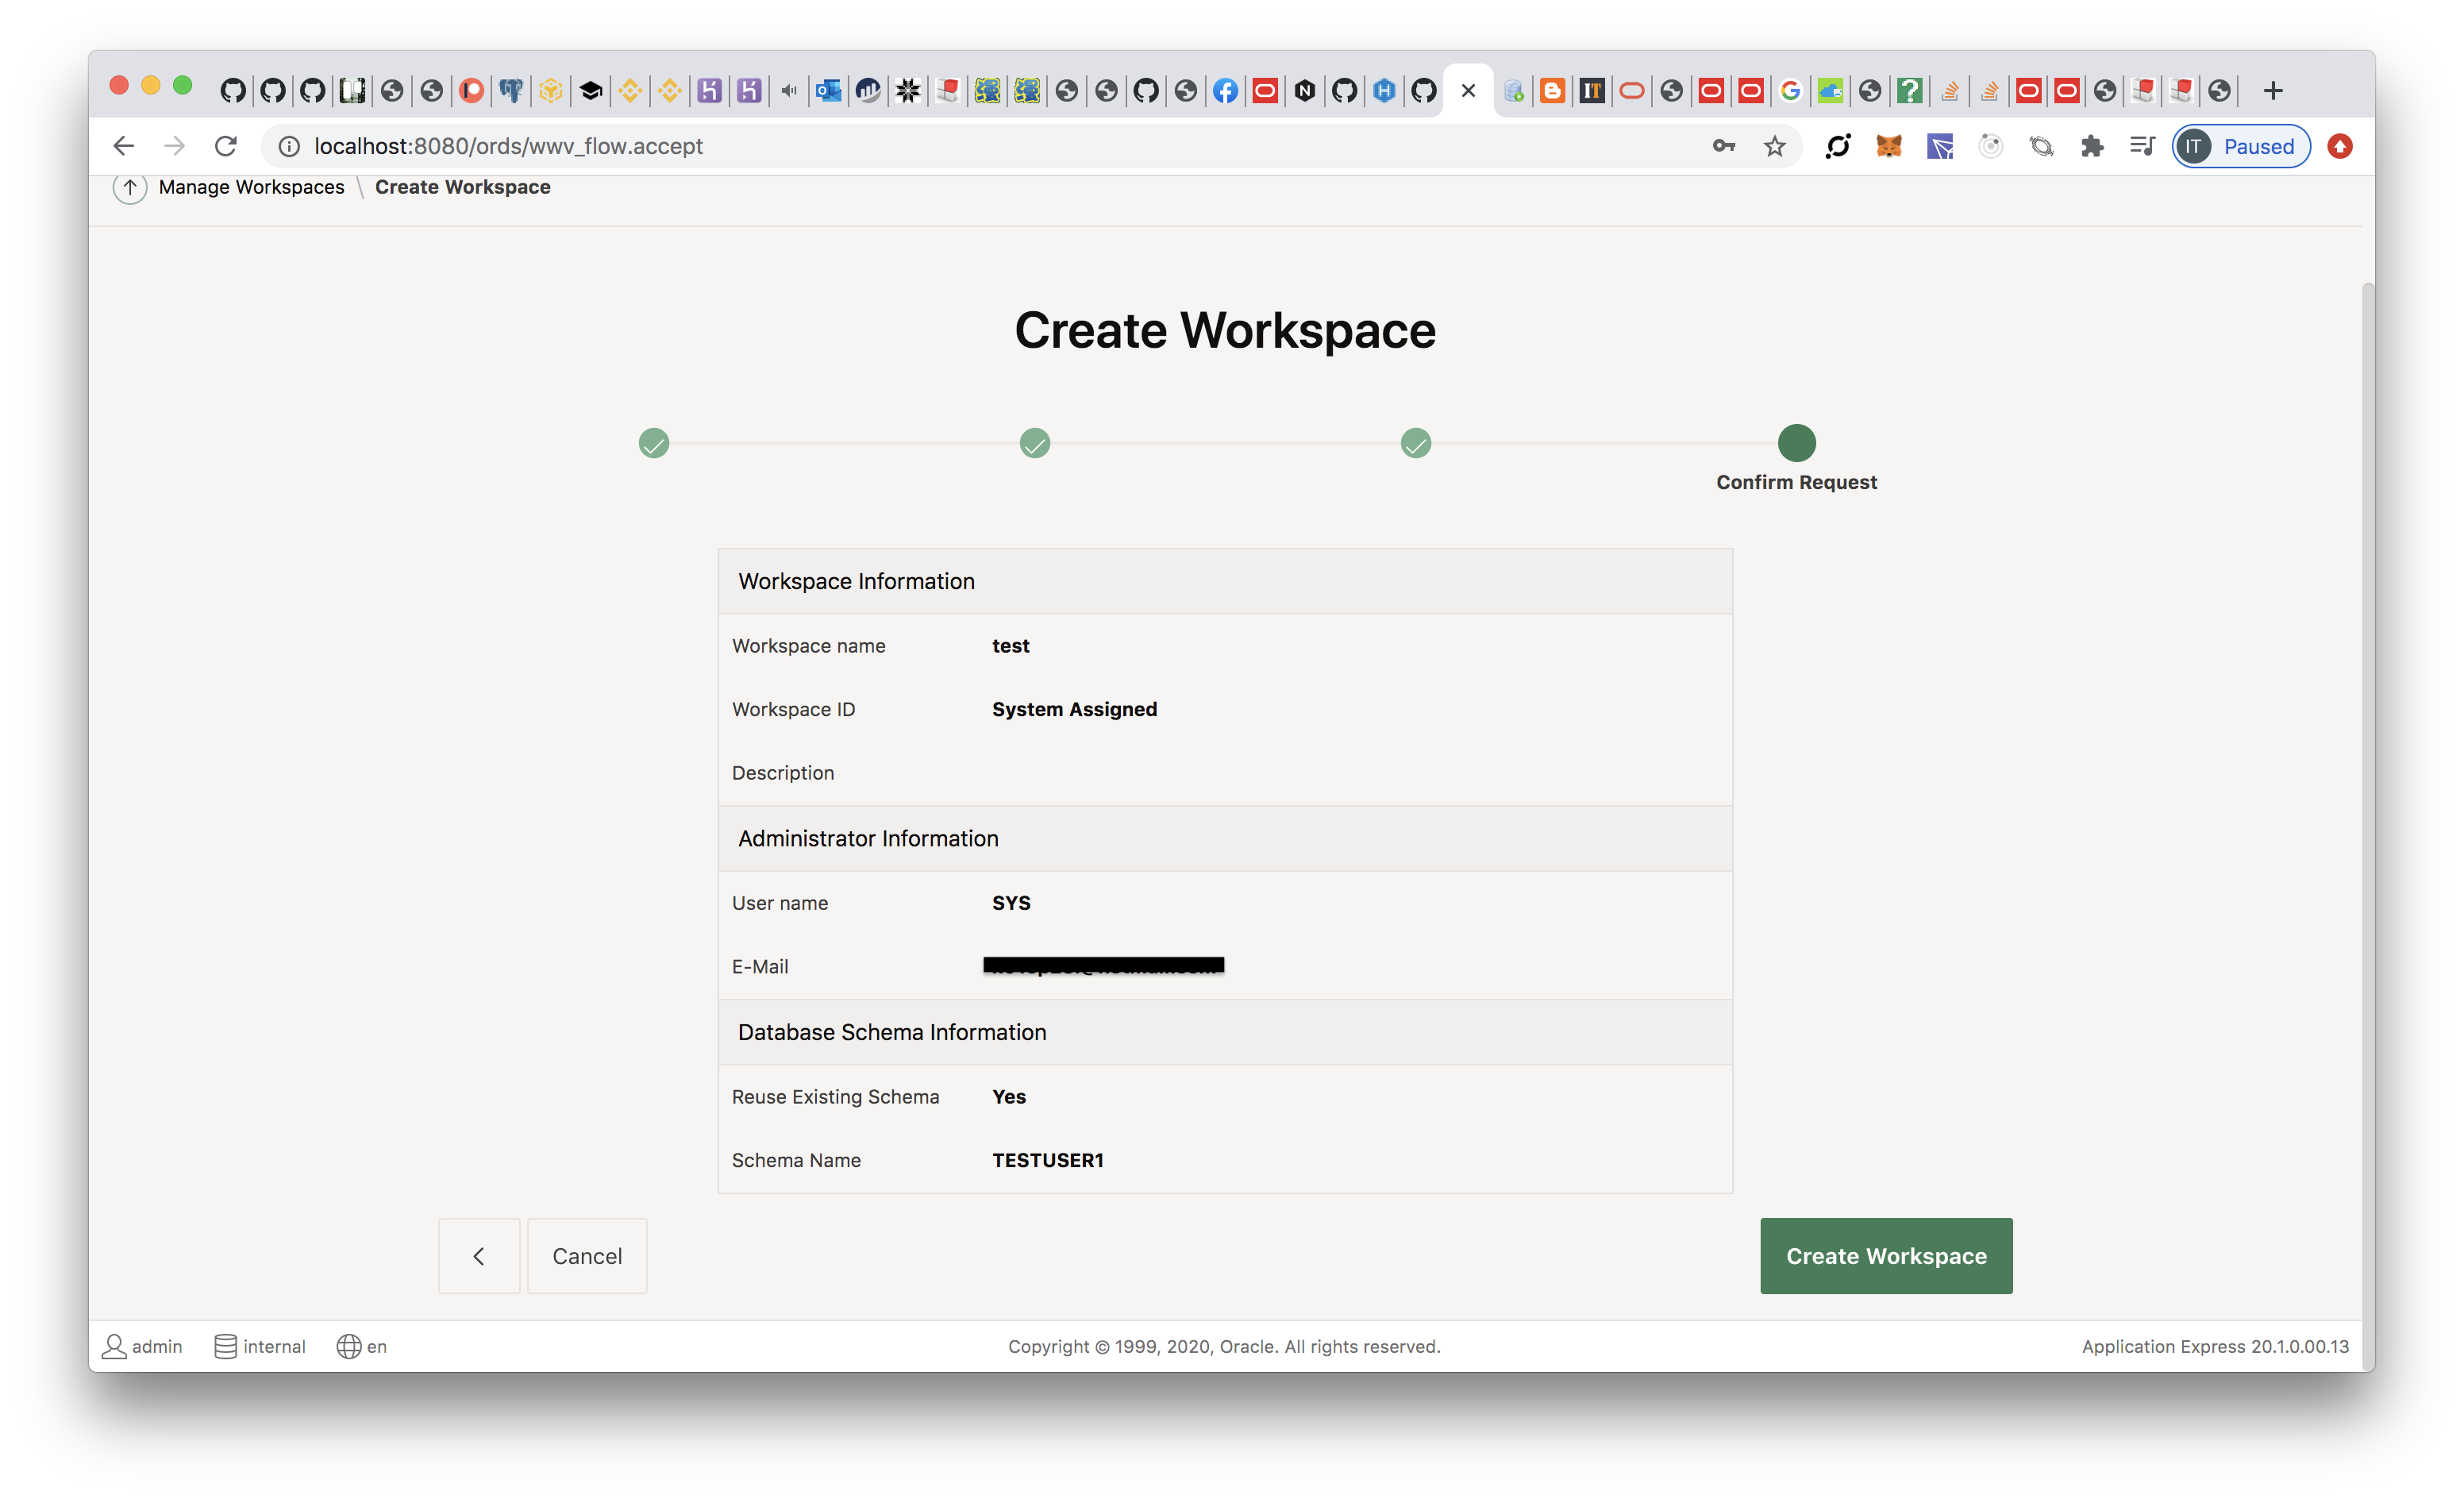 localhost:8080/ords/wwv_flow.accept
IT Paused
Manage Workspaces \ Create Workspace
Create Workspace
Confirm Request
Workspace Information
Workspace name test
Workspace ID System Assigned
Description
Administrator Information
User name SYS
E-Mail
Database Schema Information
Reuse Existing Schema Yes
Schema Name TESTUSER1
Cancel
Create Workspace
admin internal en
Copyright © 1999, 2020, Oracle. All rights reserved.
Application Express 20.1.0.00.13